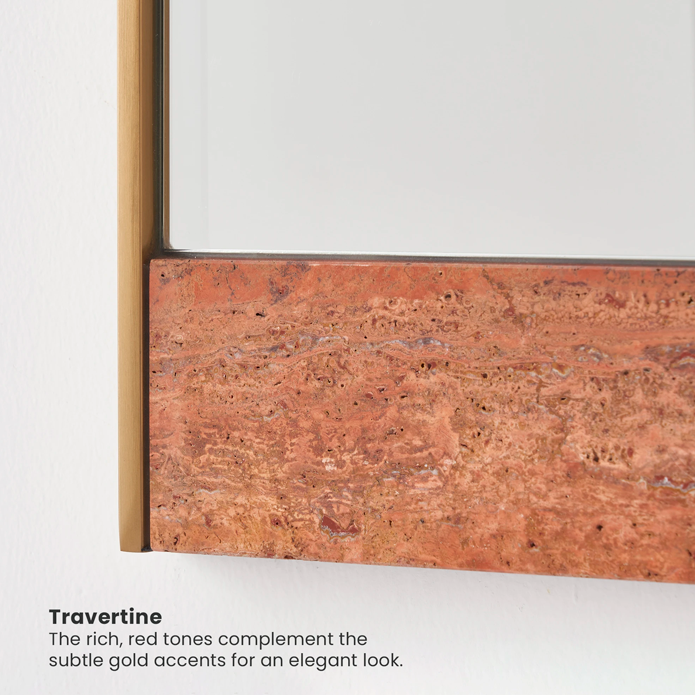 Travertine
The rich, red tones complement the
subtle gold accents for an elegant look.